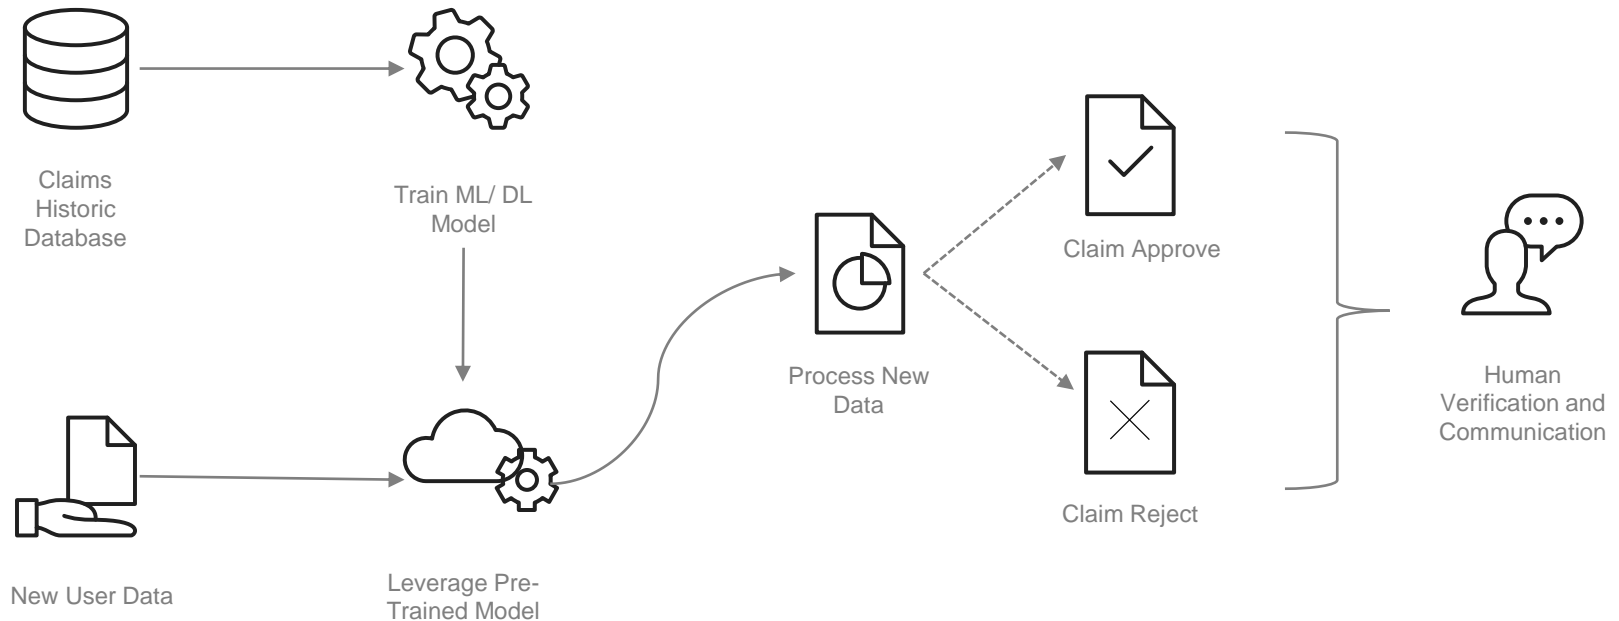 Claims
Historic
Database
Train ML/ DL
Model
New User Data
Leverage Pre-
Trained Model
Process New
Data
Claim Approve
Claim Reject
Human
Verification and
Communication